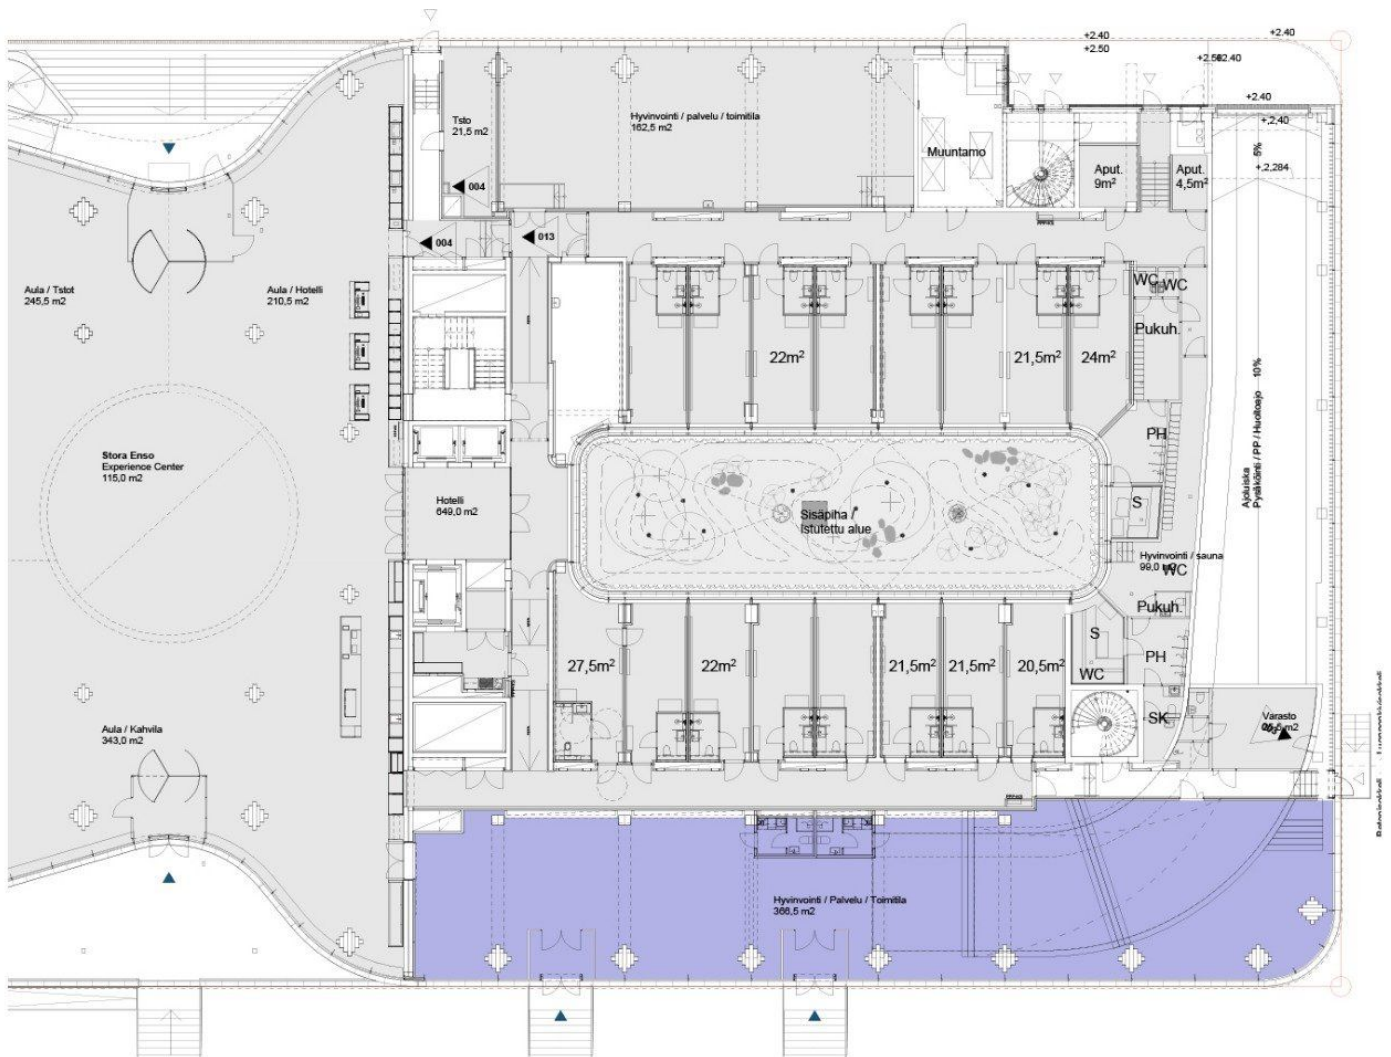 +2.40
+2.50
+2.40
+2.40
+2.40
+,2,40
5%
+,2,284
Tsto
21,5 m2
Hyvinvointi / palvelu / toimitila
162,5 m2
Muuntamo
Aput.
9m²
Aput.
4,5m²
004
004
013
Aula / Tstot
245,5 m2
Aula / Hotelli
210,5 m2
WC
WC
Pukuh.
22m²
21,5m²
24m²
PH
Ajoluiska
Pysäköinti / PP / Huoltoajo 10%
Stora Enso
Experience Center
115,0 m2
Hotelli
649,0 m2
Sisäpiha /
Istutettu alue
S
Hyvinvointi / sauna
99,0
WC
Pukuh.
27,5m²
22m²
21,5m²
21,5m²
20,5m²
S
WC
PH
SK
Varasto
Aula / Kahvila
343,0 m2
Hyvinvointi / Palvelu / Toimitila
366,5 m2